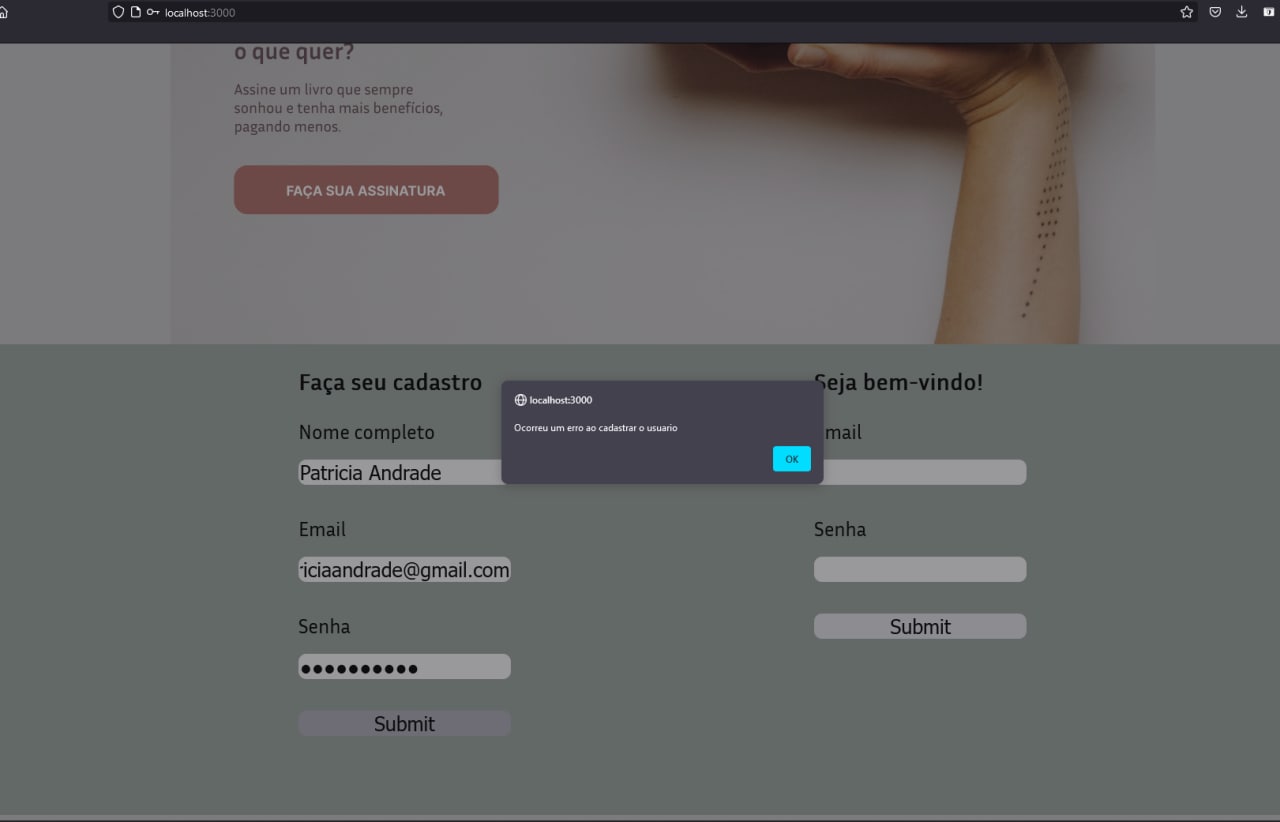 localhost:3000
o que quer?
Assine um livro que sempre
sonhou e tenha mais benefícios,
pagando menos.
FAÇA SUA ASSINATURA
Faça seu cadastro
Nome completo
Patricia Andrade
Email
riciaandrade@gmail.com
Senha
Submit
localhost:3000
Ocorreu um erro ao cadastrar o usuario
OK
Seja bem-vindo!
mail
Senha
Submit